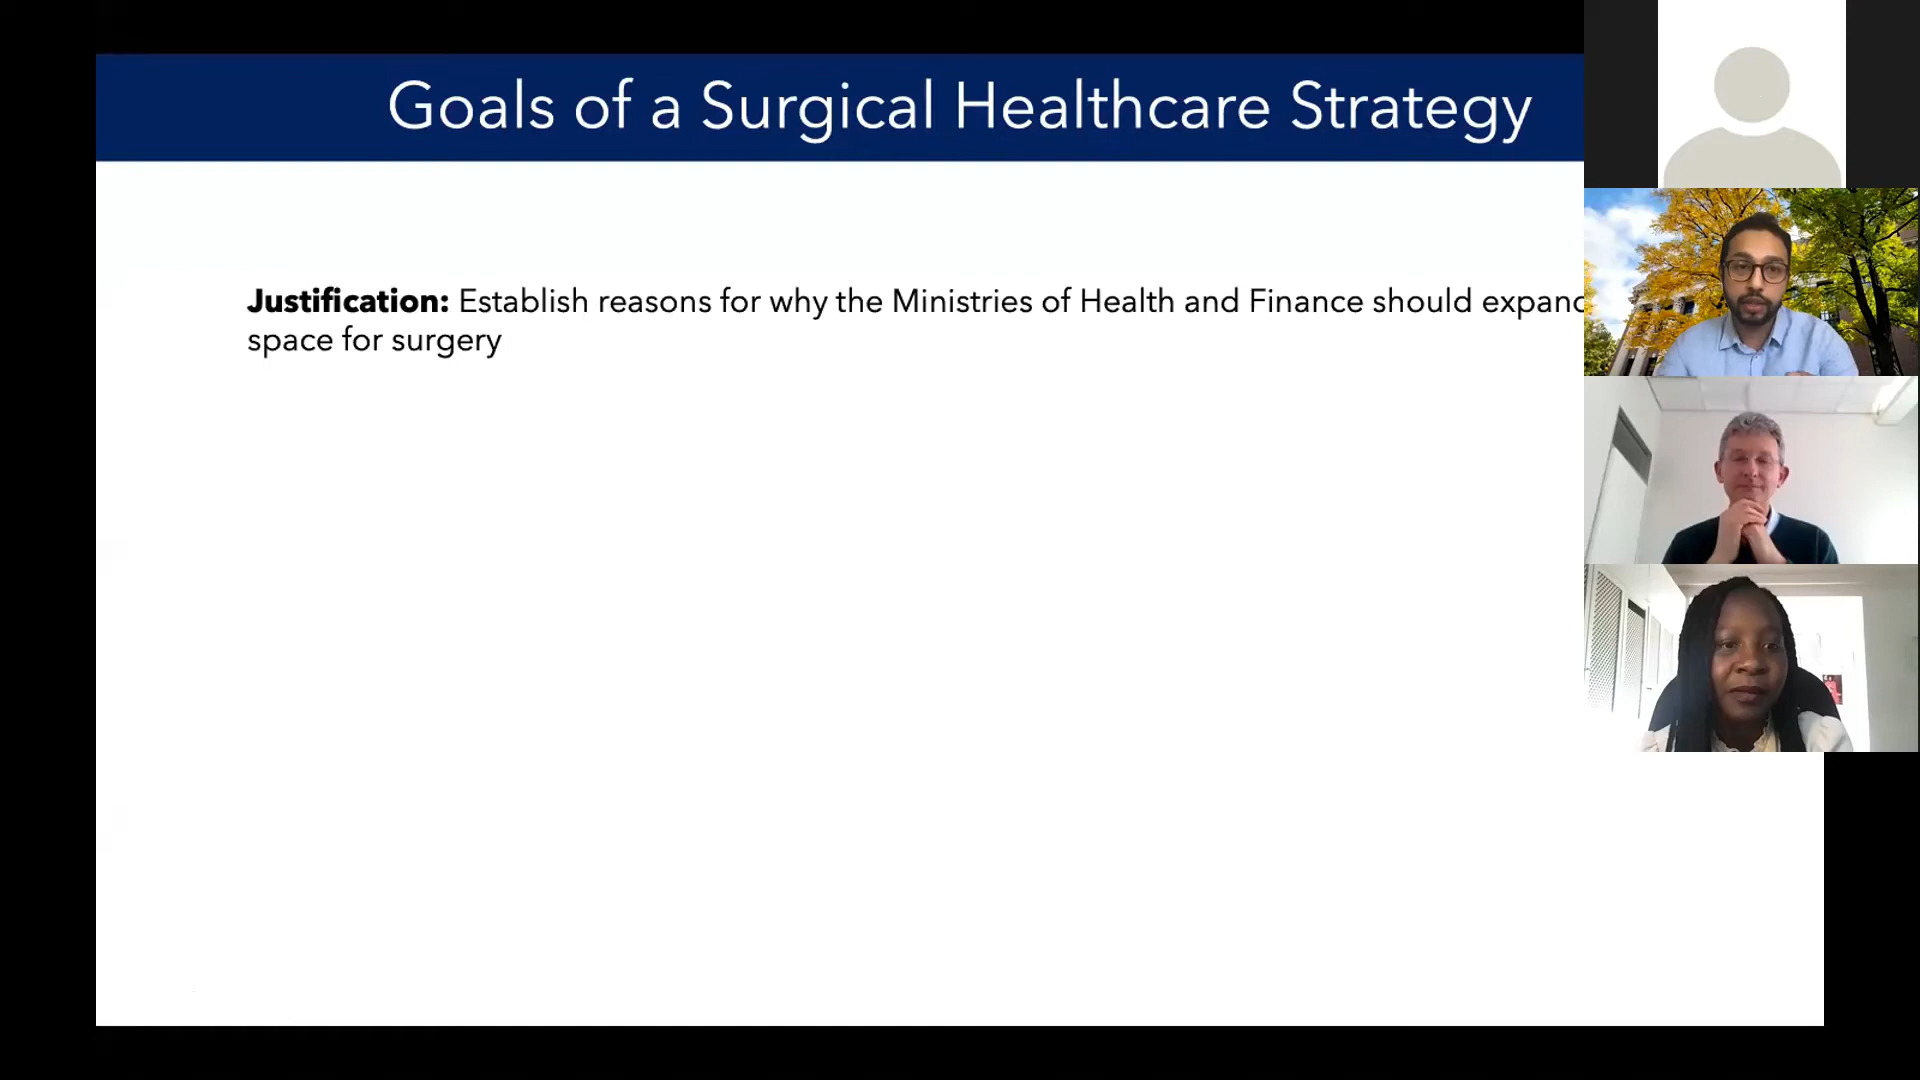 Goals of a Surgical Healthcare Strategy
Justification: Establish reasons for why the Ministries of Health and Finance should expand
space for surgery